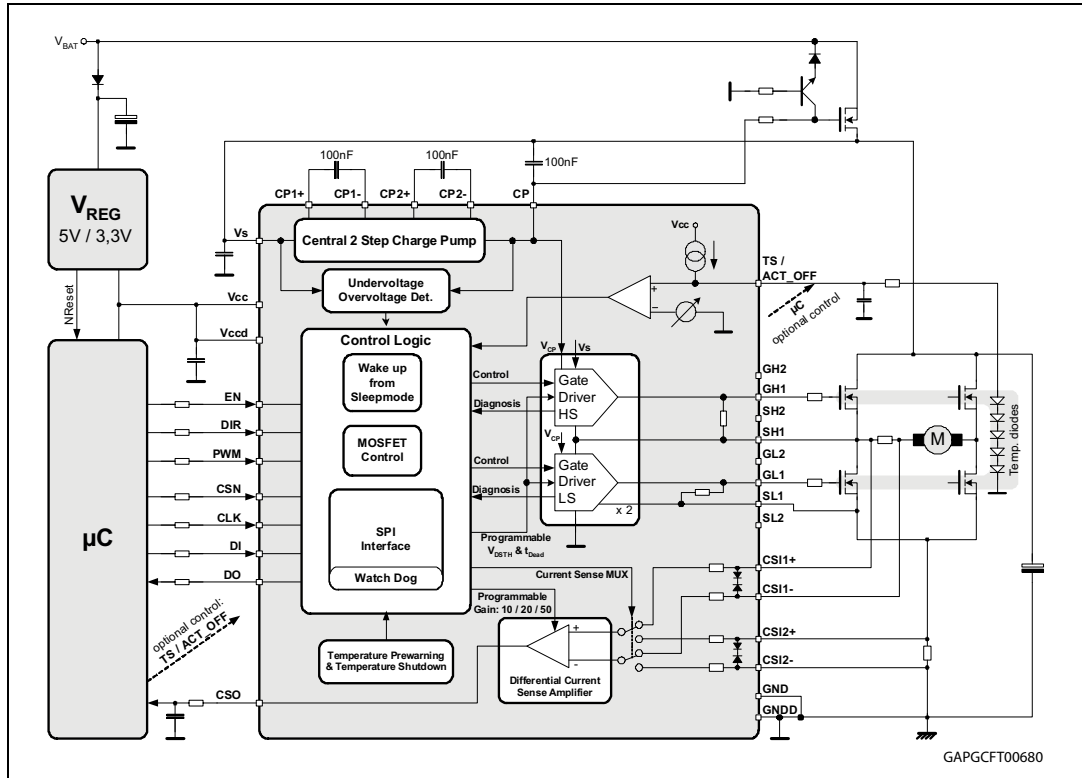 VBAT
100nF
100nF
100nF
CP1+
CP1-
CP2+
CP2-
CP
VREG
5V / 3,3V
Vs
Central 2 Step Charge Pump
Vcc
TS /
ACT_OFF
µC
optional control
Undervoltage
Overvoltage Det.
NReset
Vcc
Vccd
Control Logic
Wake up
from
Sleepmode
MOSFET
Control
SPI
Interface
Watch Dog
Control
Diagnosis
Control
Diagnosis
VCP
Vs
Gate
Driver
HS
VCP
Gate
Driver
LS
x 2
+
-
GH2
GH1
SH2
SH1
GL2
GL1
SL1
SL2
M
Temp. diodes
µC
EN
DIR
PWM
CSN
CLK
DI
DO
Programmable
VDSTH & tDead
Current Sense MUX
Programmable
Gain: 10 / 20 / 50
+
-
Differential Current
Sense Amplifier
CSI1+
CSI1-
CSI2+
CSI2-
GND
GNDD
optional control:
TS / ACT_OFF
Temperature Prewarning
& Temperature Shutdown
CSO
GAPGCFT00680